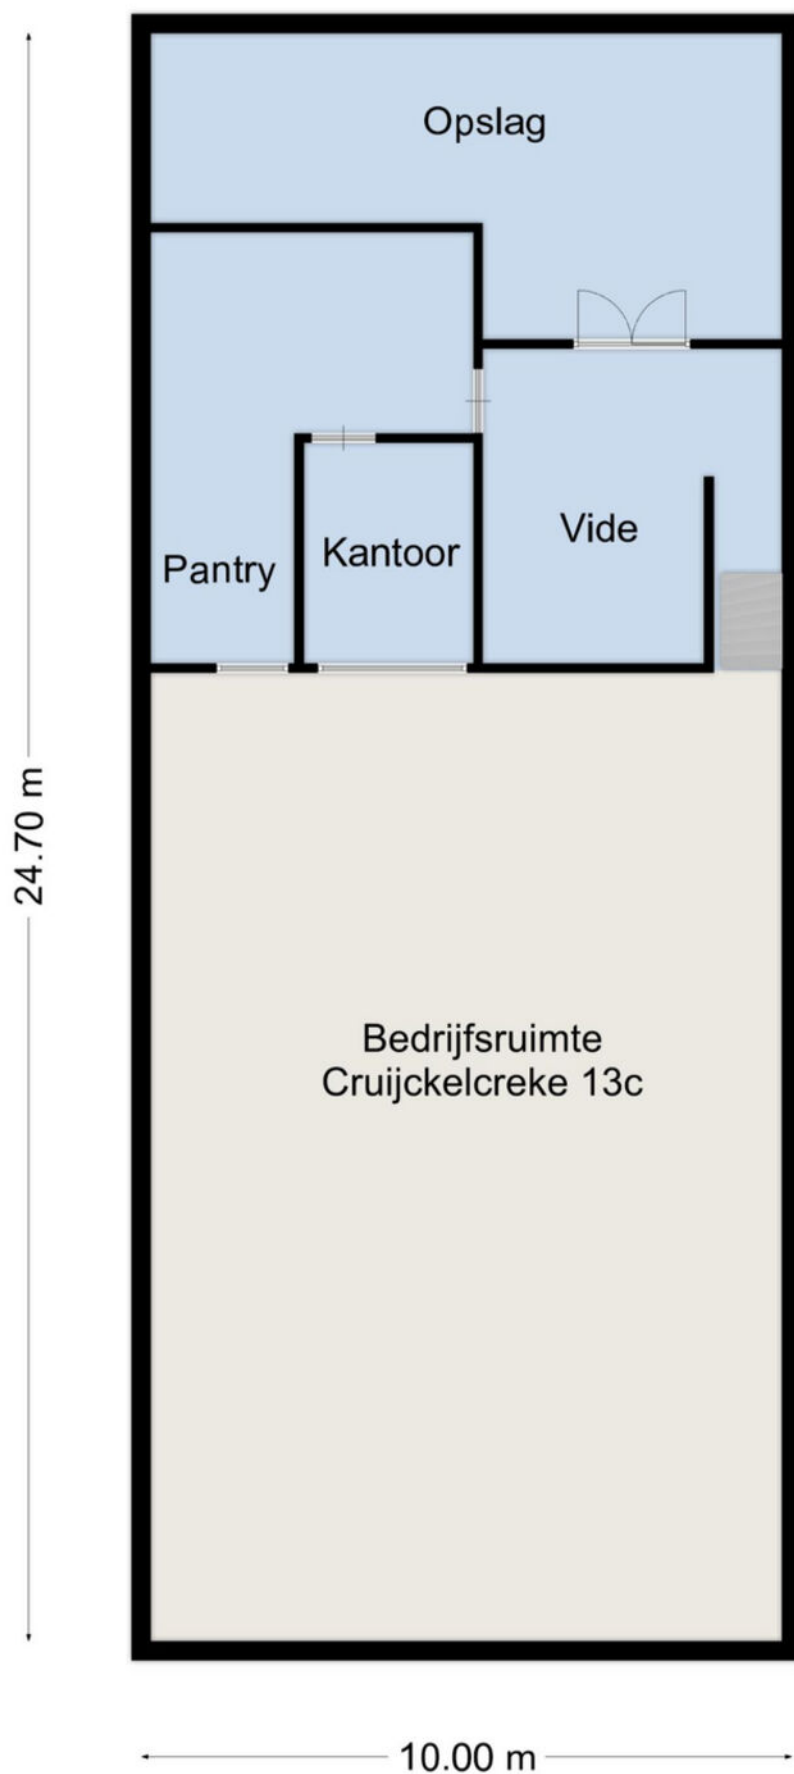 Opslag
Vide
Kantoor
Pantry
24.70 m
Bedrijfsruimte
Cruijckelcreke 13c
10.00 m